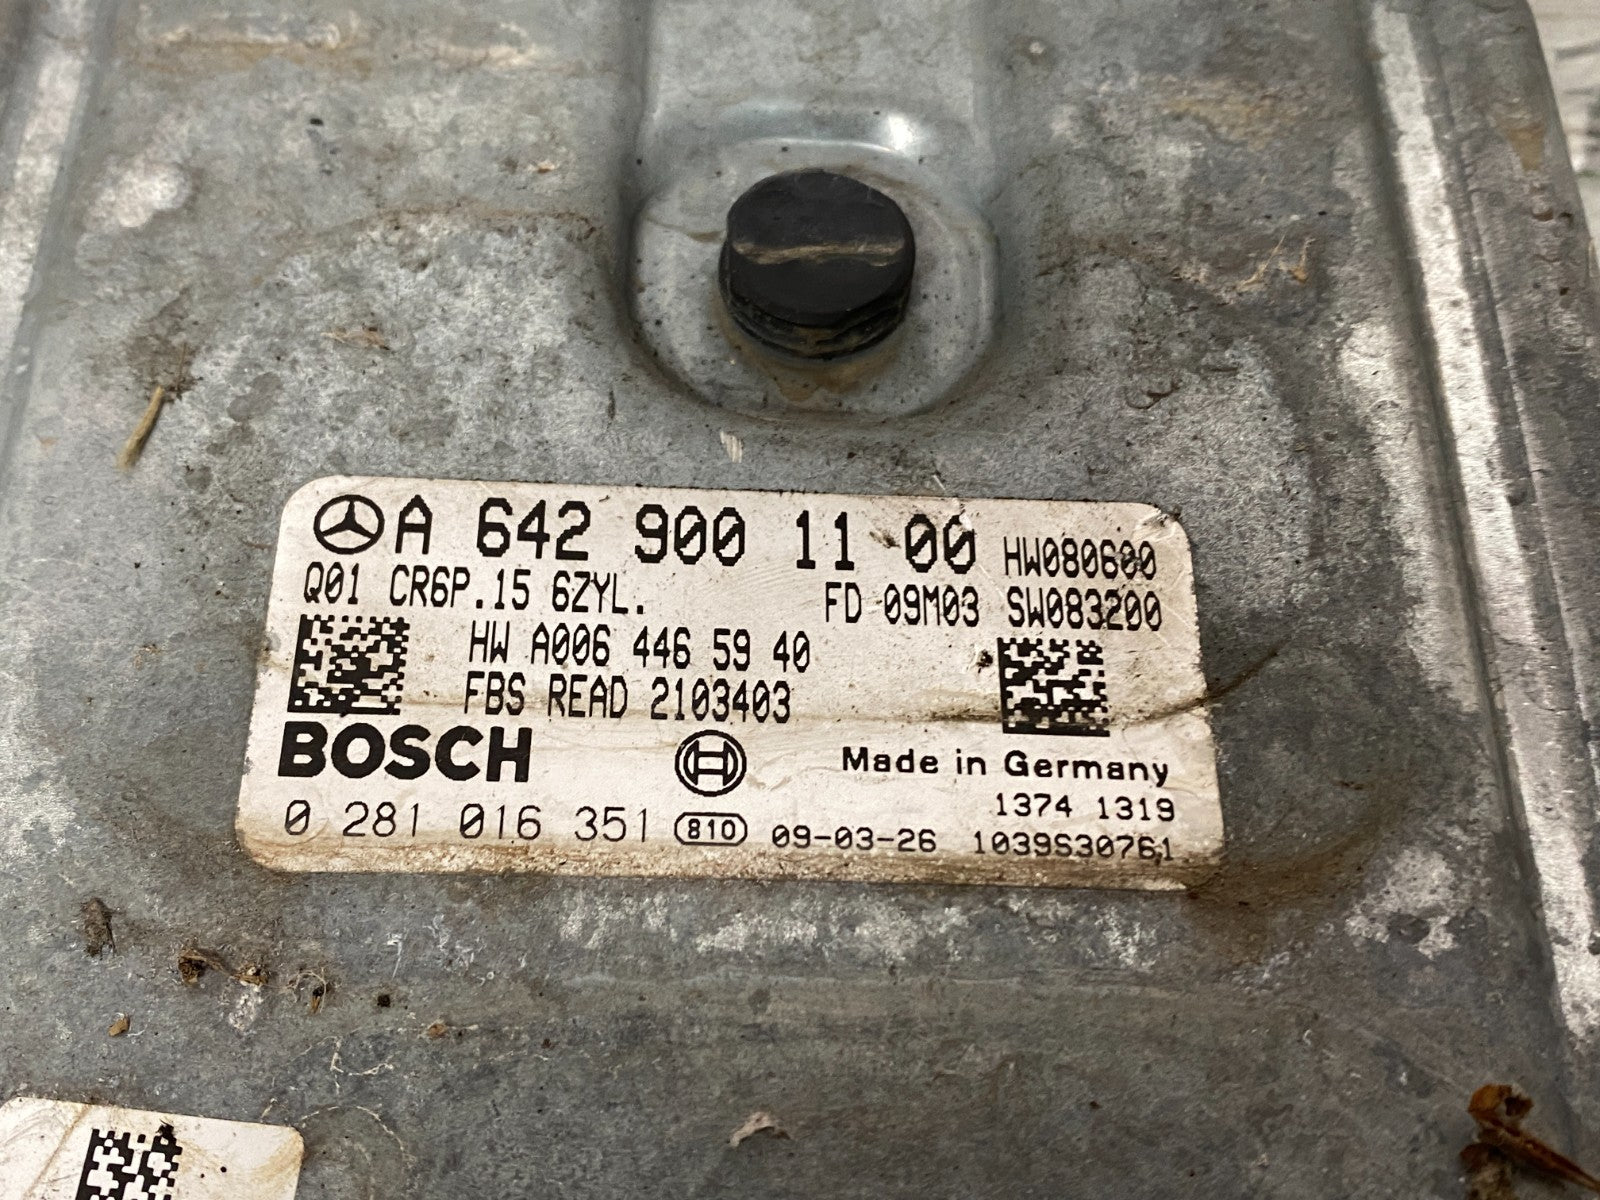 A 642 900 11 00 HW080600
Q01 CR6P.15 6ZYL. FD 09M03 SW083200
HW A006 446 59 40
FBS READ 2103403
BOSCH Made in Germany
1374 1319
0 281 016 351 810 09-03-26 1039S30761